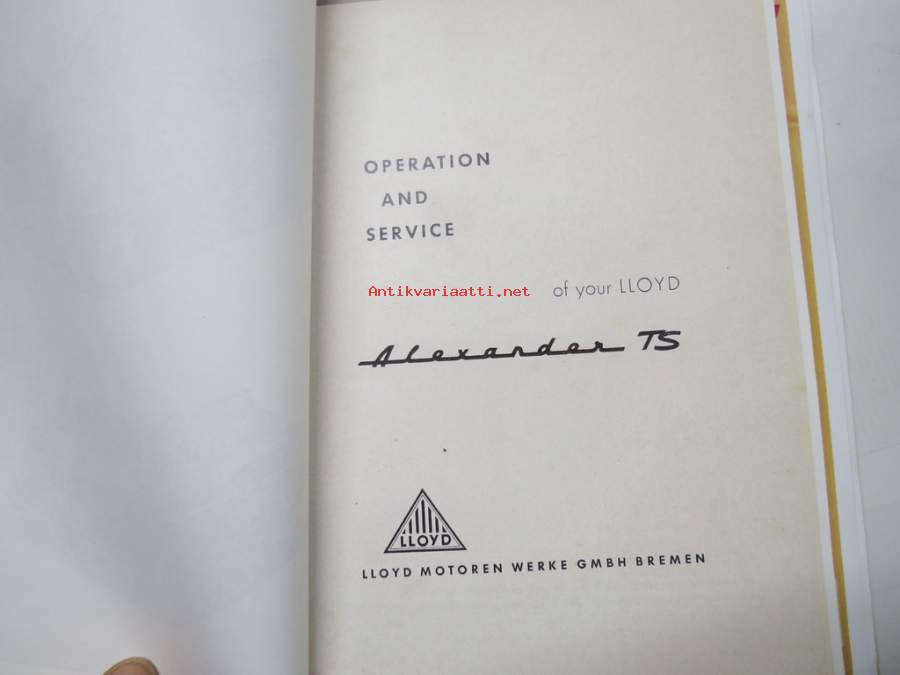 OPERATION
AND
SERVICE
Antikvariaatti.net
of your LLOYD
Alexander TS
LLOYD
LLOYD MOTOREN WERKE GMBH BREMEN